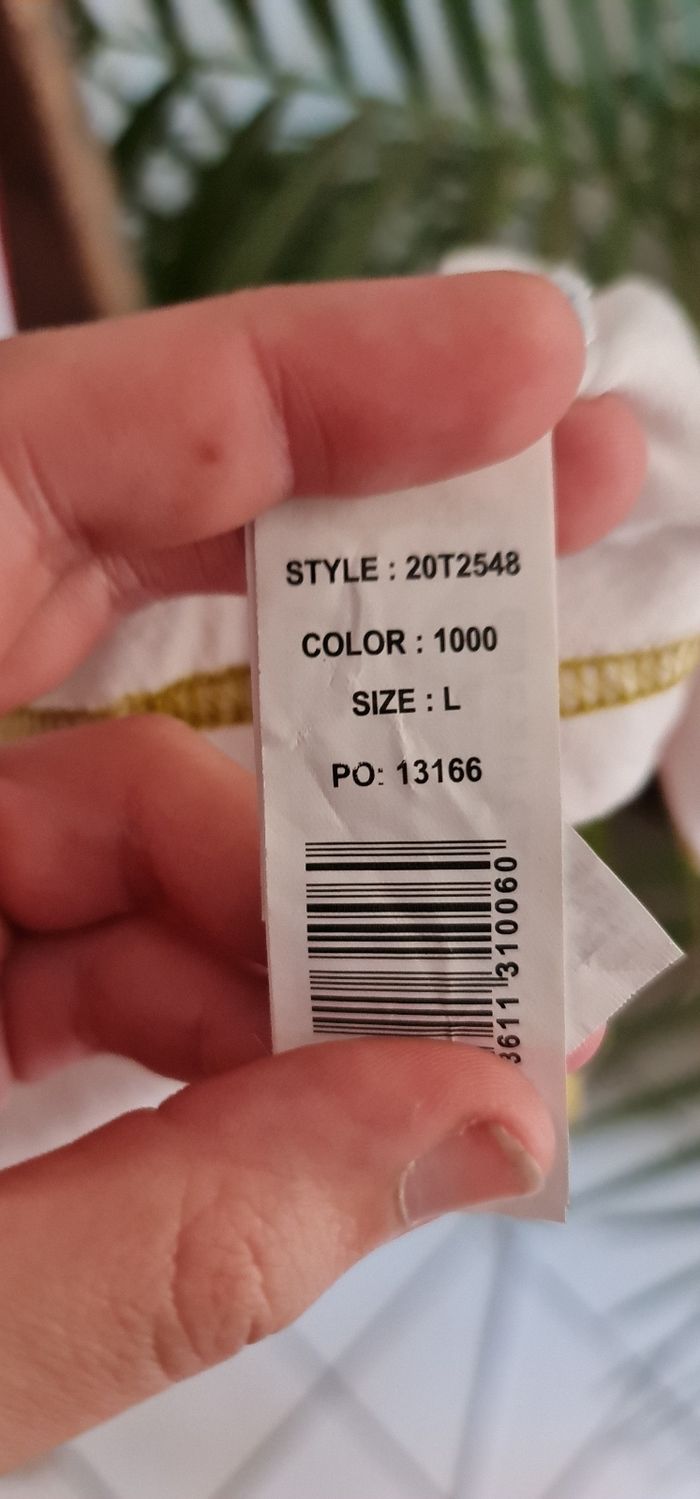 STYLE : 20T2548
COLOR : 1000
SIZE : L
PO: 13166
3611 310060